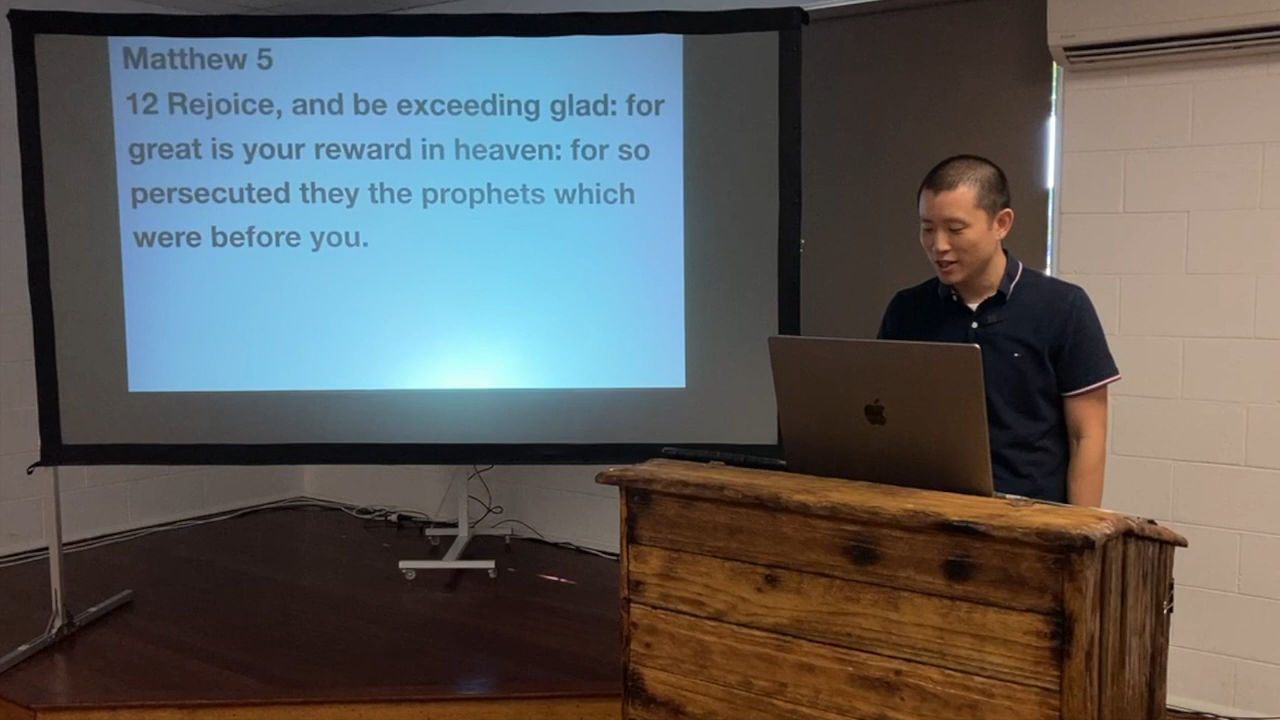 Matthew 5
12 Rejoice, and be exceeding glad: for
great is your reward in heaven: for so
persecuted they the prophets which
were before you.